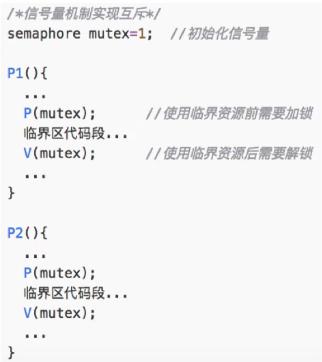 /*信号量机制实现互斥*/
semaphore mutex=1;  //初始化信号量

P1(){
  ...
  P(mutex);      //使用临界资源前需要加锁
  临界区代码段...
  V(mutex);      //使用临界资源后需要解锁
  ...
}

P2(){
  ...
  P(mutex);
  临界区代码段...
  V(mutex);
  ...
}